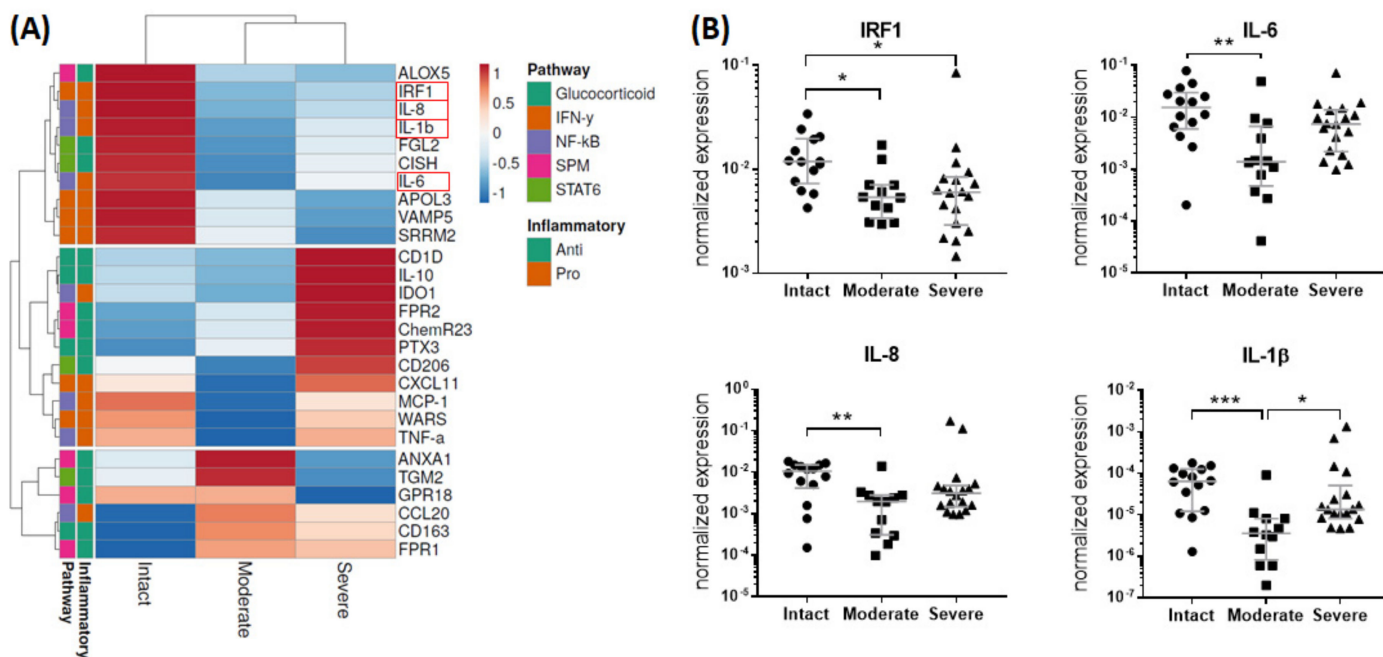 (A)
ALOX5
IRF1
IL-8
IL-1b
FGL2
CISH
IL-6
APOL3
VAMP5
SRRM2
CD1D
IL-10
IDO1
FPR2
ChemR23
PTX3
CD206
CXCL11
MCP-1
WARS
TNF-a
ANXA1
TGM2
GPR18
CCL20
CD163
FPR1
Pathway
Inflammatory
Intact
Moderate
Severe
1
0.5
0
-0.5
-1
Pathway
Glucocorticoid
IFN-y
NF-kB
SPM
STAT6
Inflammatory
Anti
Pro
(B)
IRF1
*
*
normalized expression
10⁻¹
10⁻²
10⁻³
Intact Moderate Severe
IL-6
**
normalized expression
10⁻¹
10⁻²
10⁻³
10⁻⁴
10⁻⁵
Intact Moderate Severe
IL-8
**
normalized expression
10⁰
10⁻¹
10⁻²
10⁻³
10⁻⁴
10⁻⁵
Intact Moderate Severe
IL-1β
*** *
normalized expression
10⁻²
10⁻³
10⁻⁴
10⁻⁵
10⁻⁶
10⁻⁷
Intact Moderate Severe